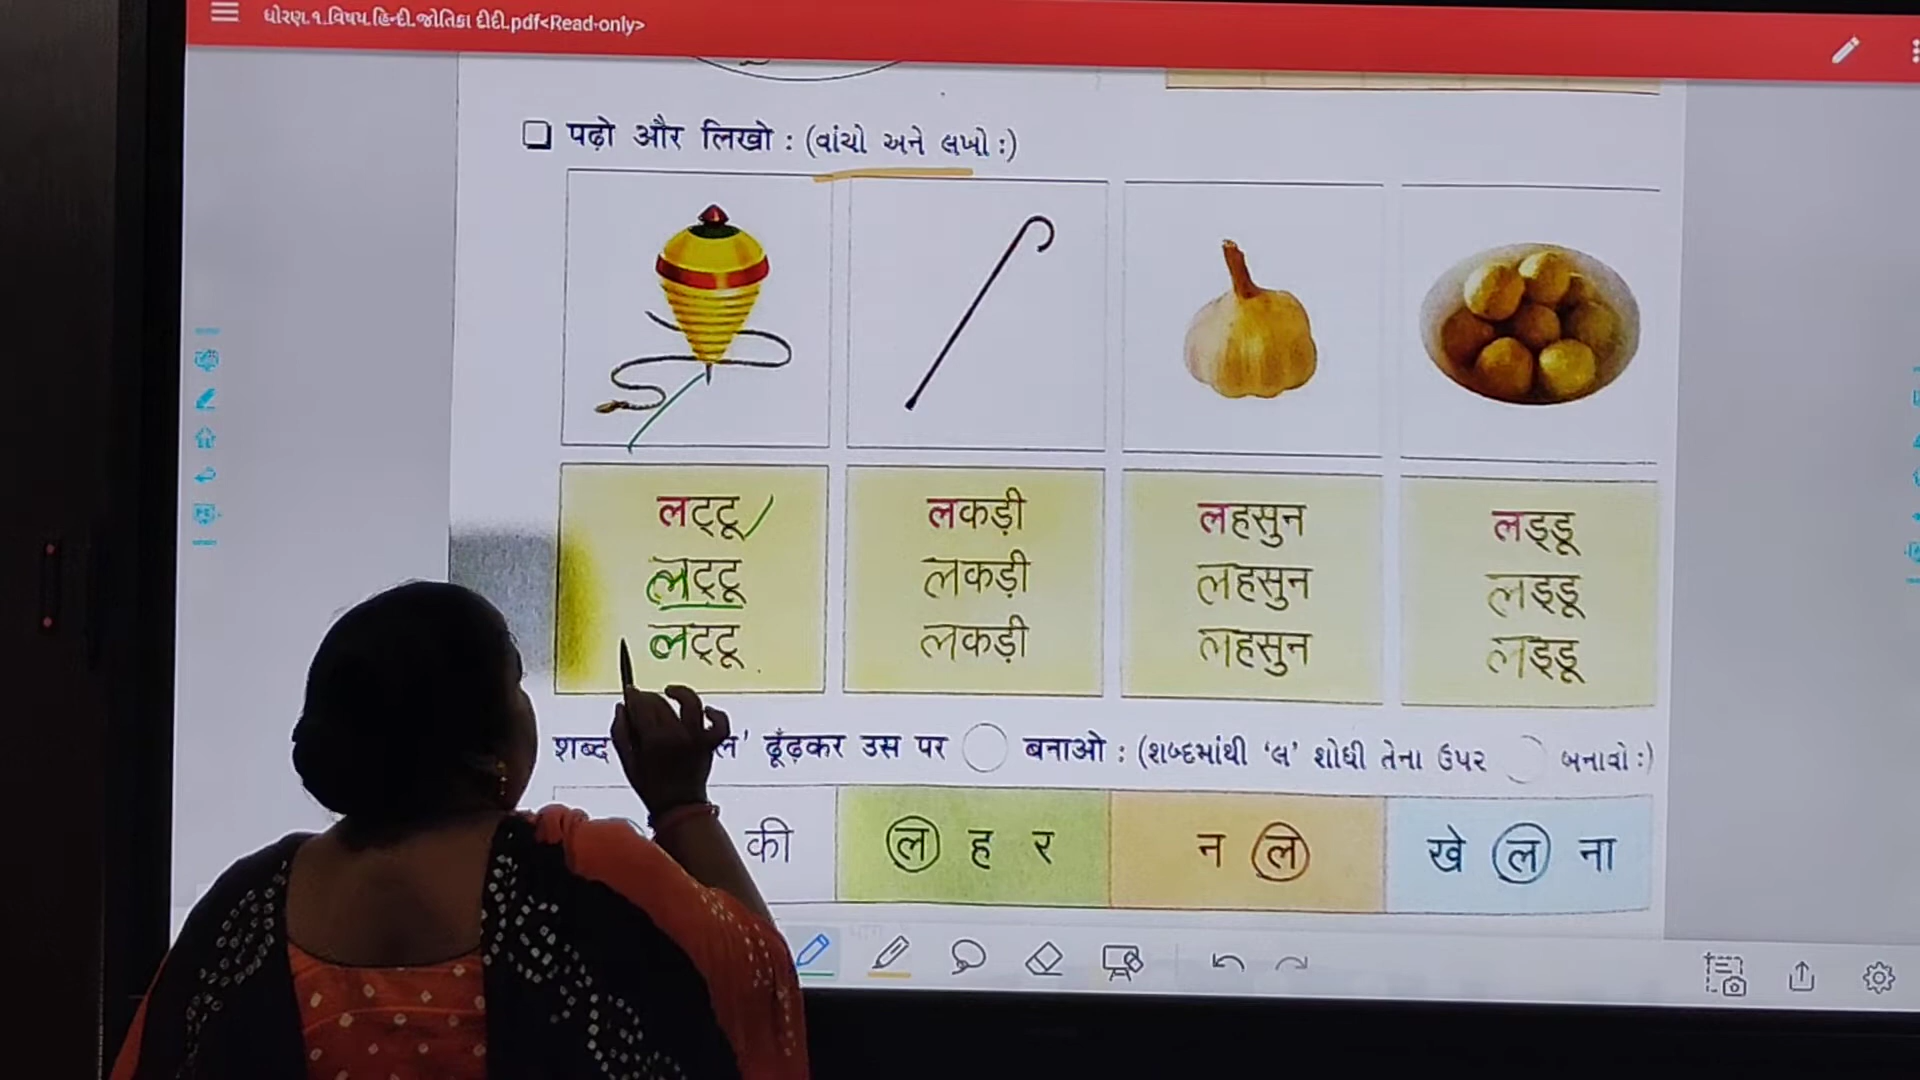 ધોરણ.૧.વિષય.હિન્દી.જોતિકા દીદી.pdf<Read-only>
पढ़ो और लिखो : (વાંચો અને લખો :)
लट्टू लकड़ी लहसुन लड्डू
लट्टू लकड़ी लहसुन लड्डू
लट्टू लकड़ी लहसुन लड्डू
शब्द ल' ढूँढ़कर उस पर बनाओ : (શબ્દમાંથી ‘લ’ શોધી તેના ઉપર બનાવો :)
की ल ह र न ल खे ल ना